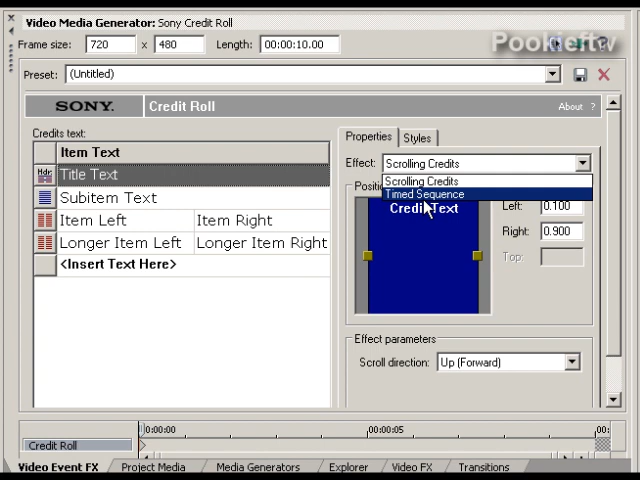 Video Media Generator: Sony Credit Roll
Frame size: 720 x 480 Length: 00:00:10.00
Pookieftw
Preset: (Untitled)
SONY. Credit Roll About ?
Credits text:
Item Text
Hdr
Title Text
Subitem Text
Item Left Item Right
Longer Item Left Longer Item Right
<Insert Text Here>
Properties Styles
Effect: Scrolling Credits
Scrolling Credits
Timed Sequence
Credit Text
Left: 0.100
Right: 0.900
Top:
Effect parameters
Scroll direction: Up (Forward)
0:00:00 00:00:05 00:
Credit Roll
Video Event FX Project Media Media Generators Explorer Video FX Transitions